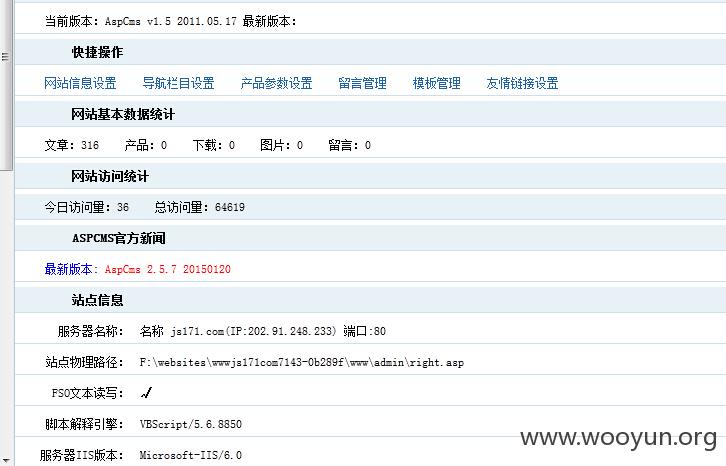 当前版本: AspCms v1.5 2011.05.17 最新版本:
快捷操作
网站信息设置 导航栏目设置 产品参数设置 留言管理 模板管理 友情链接设置
网站基本数据统计
文章: 316 产品: 0 下载: 0 图片: 0 留言: 0
网站访问统计
今日访问量: 36 总访问量: 64619
ASPCMS官方新闻
最新版本: AspCms 2.5.7 20150120
站点信息
服务器名称: 名称 js171.com(IP:202.91.248.233) 端口:80
站点物理路径: F:\websites\wwwjs171com7143-0b289f\www\admin\right.asp
FSO文本读写: √
脚本解释引擎: VBScript/5.6.8850
服务器IIS版本: Microsoft-IIS/6.0
www.wooyun.org